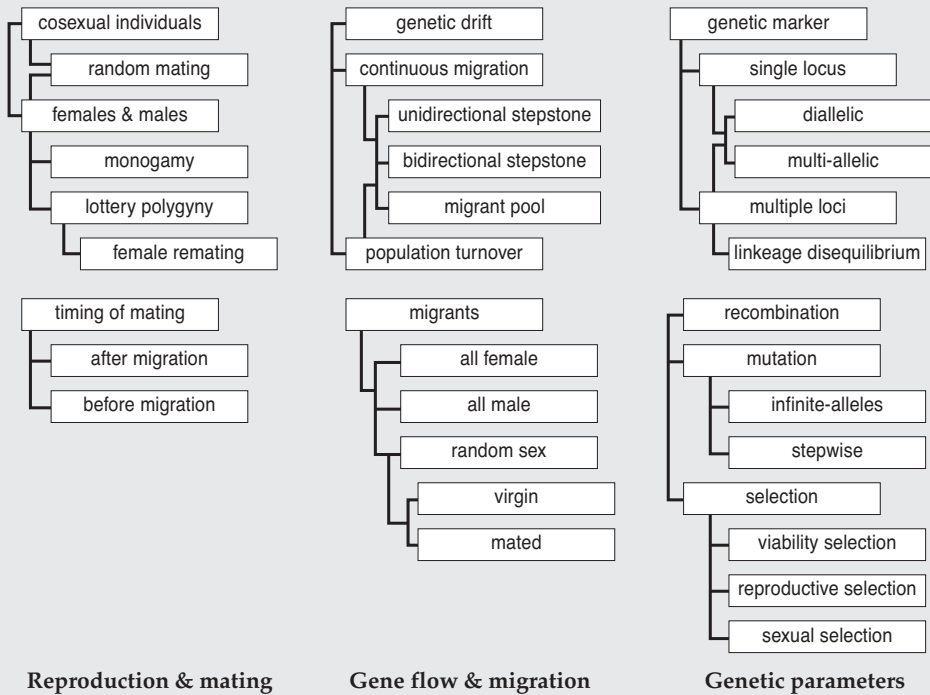 cosexual individuals
random mating
females & males
monogamy
lottery polygyny
female remating
timing of mating
after migration
before migration
Reproduction & mating
genetic drift
continuous migration
unidirectional stepstone
bidirectional stepstone
migrant pool
population turnover
migrants
all female
all male
random sex
virgin
mated
Gene flow & migration
genetic marker
single locus
diallelic
multi-allelic
multiple loci
linkeage disequilibrium
recombination
mutation
infinite-alleles
stepwise
selection
viability selection
reproductive selection
sexual selection
Genetic parameters